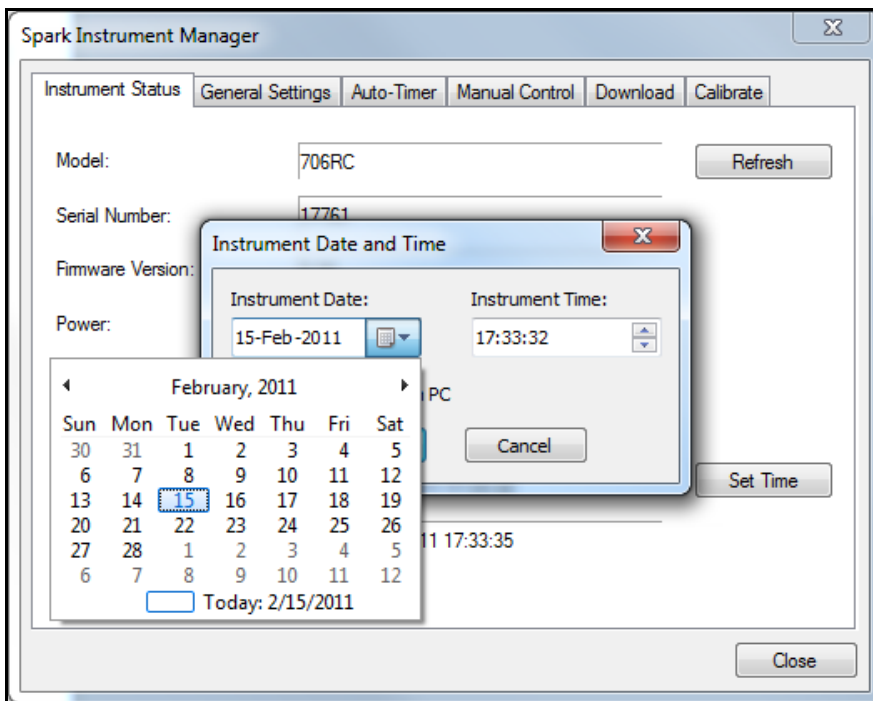 Spark Instrument Manager
Instrument Status General Settings Auto-Timer Manual Control Download Calibrate
Model: 706RC Refresh
Serial Number: 17761
Firmware Version:
Power:
Instrument Date and Time
Instrument Date: Instrument Time:
15-Feb-2011 17:33:32
PC
Cancel
February, 2011
Sun Mon Tue Wed Thu Fri Sat
30 31 1 2 3 4 5
6 7 8 9 10 11 12
13 14 15 16 17 18 19
20 21 22 23 24 25 26
27 28 1 2 3 4 5
6 7 8 9 10 11 12
Today: 2/15/2011
Set Time
11 17:33:35
Close